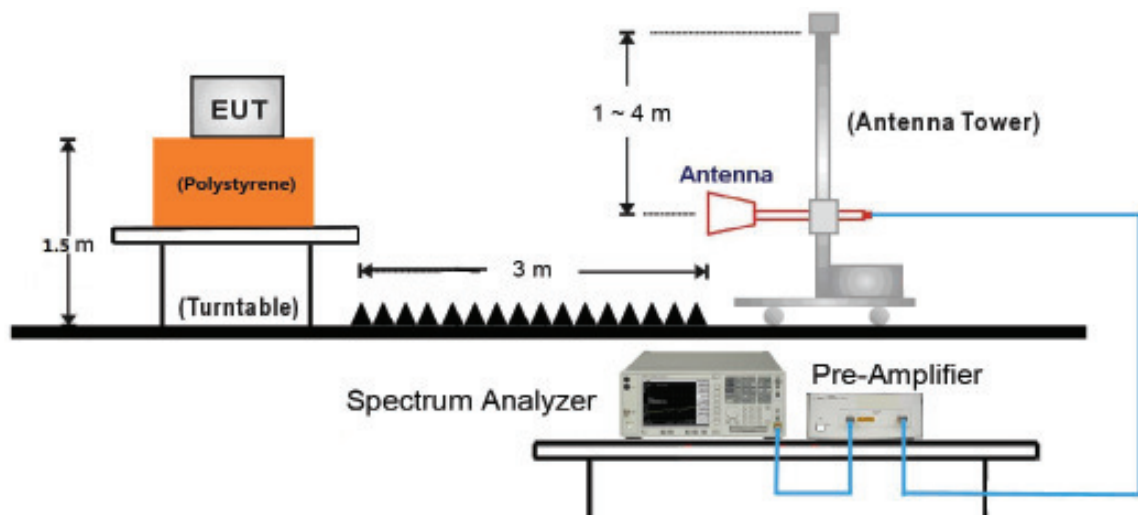 EUT
(Polystyrene)
1.5 m
(Turntable)
3 m
1 ~ 4 m
Antenna
(Antenna Tower)
Spectrum Analyzer
Pre-Amplifier